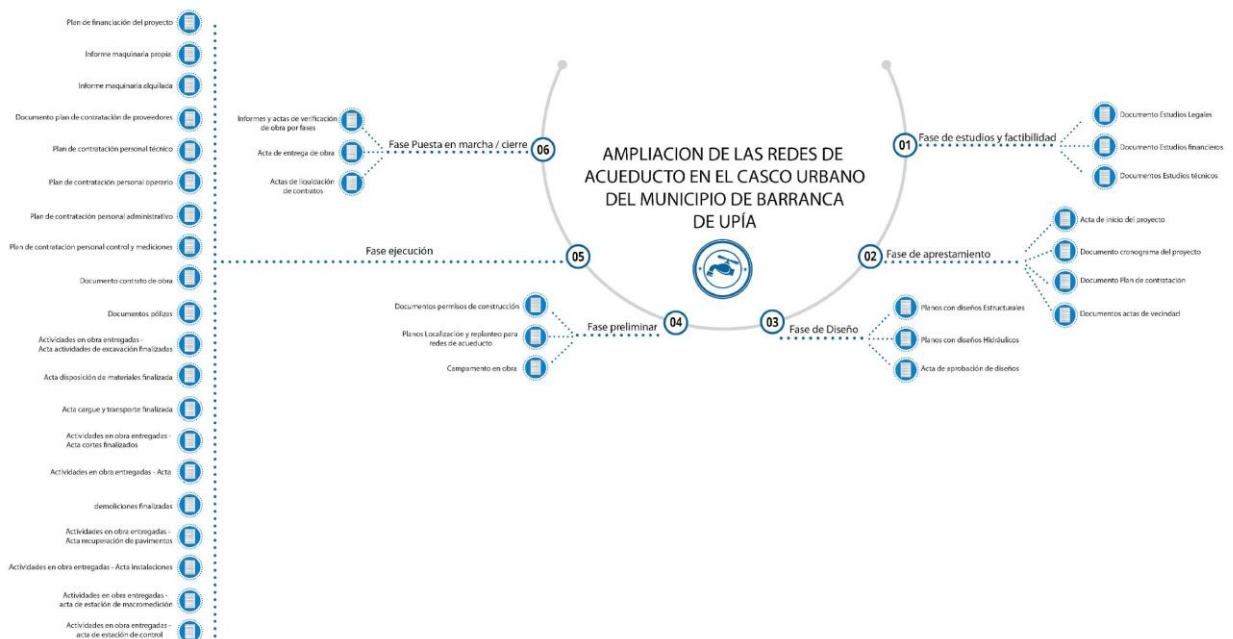 AMPLIACION DE LAS REDES DE
ACUEDUCTO EN EL CASCO URBANO
DEL MUNICIPIO DE BARRANCA
DE UPÍA
01
Fase de estudios y factibilidad
Documento Estudios Legales
Documento Estudios financieros
Documentos Estudios técnicos
02
Fase de aprestamiento
Acta de inicio del proyecto
Documento cronograma del proyecto
Documento Plan de contratación
Documentos actas de vecindad
03
Fase de Diseño
Planos con diseños Estructurales
Planos con diseños Hidráulicos
Acta de aprobación de diseños
04
Fase preliminar
Documentos permisos de construcción
Planos Localización y replanteo para
redes de acueducto
Campamento en obra
05
Fase ejecución
Plan de financiación del proyecto
Informe maquinaria propia
Informe maquinaria alquilada
Documento plan de contratación de proveedores
Plan de contratación personal técnico
Plan de contratación personal operario
Plan de contratación personal administrativo
Plan de contratación personal control y mediciones
Documento contrato de obra
Documentos pólizas
Actividades en obra entregadas -
Acta actividades de excavación finalizadas
Acta disposición de materiales finalizada
Acta cargue y transporte finalizada
Actividades en obra entregadas -
Acta cortes finalizados
Actividades en obra entregadas - Acta
demoliciones finalizadas
Actividades en obra entregadas -
Acta recuperación de pavimentos
Actividades en obra entregadas - Acta instalaciones
Actividades en obra entregadas -
acta de estación de macromedición
Actividades en obra entregadas -
acta de estación de control
06
Fase Puesta en marcha / cierre
Informes y actas de verificación
de obra por fases
Acta de entrega de obra
Actas de liquidación
de contratos